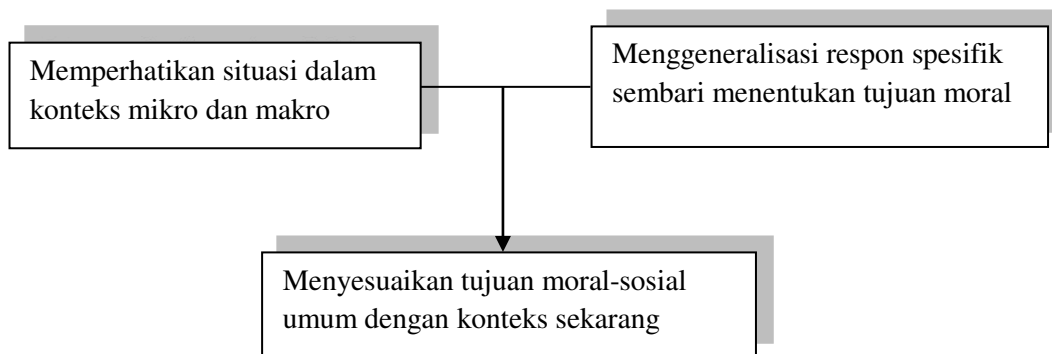 Memperhatikan situasi dalam
konteks mikro dan makro
Menggeneralisasi respon spesifik
sembari menentukan tujuan moral
Menyesuaikan tujuan moral-sosial
umum dengan konteks sekarang